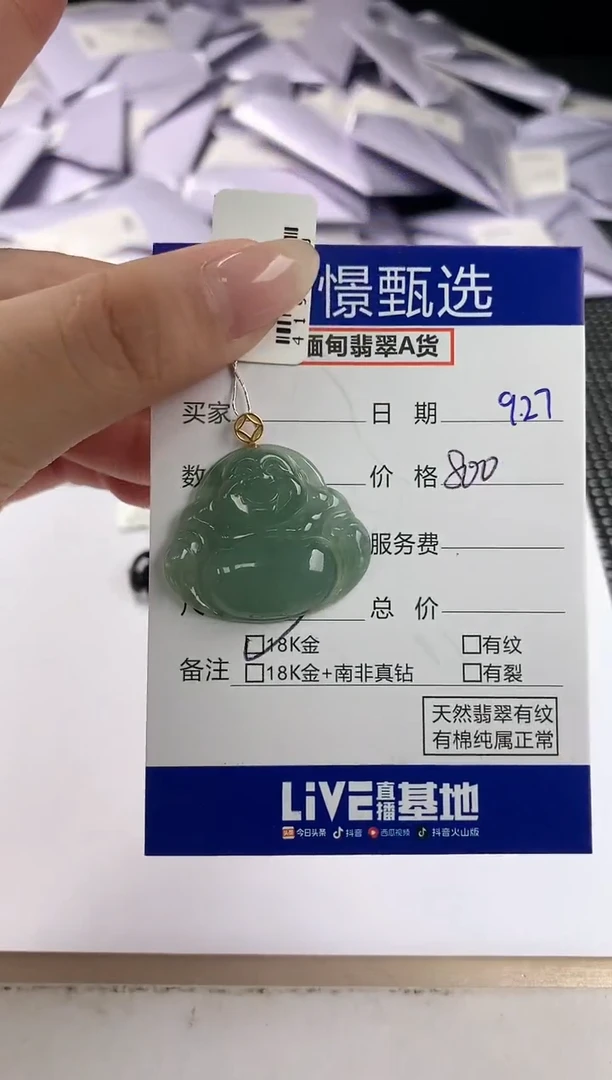 憬甄选
缅甸翡翠A货
买家 日期 9.27
数 价格 800
服务费
总价
备注 18K金 有纹
18K金+南非真钻 有裂
天然翡翠有纹
有棉纯属正常
LiVE直播基地
头条 今日头条 抖音 西瓜视频 抖音火山版